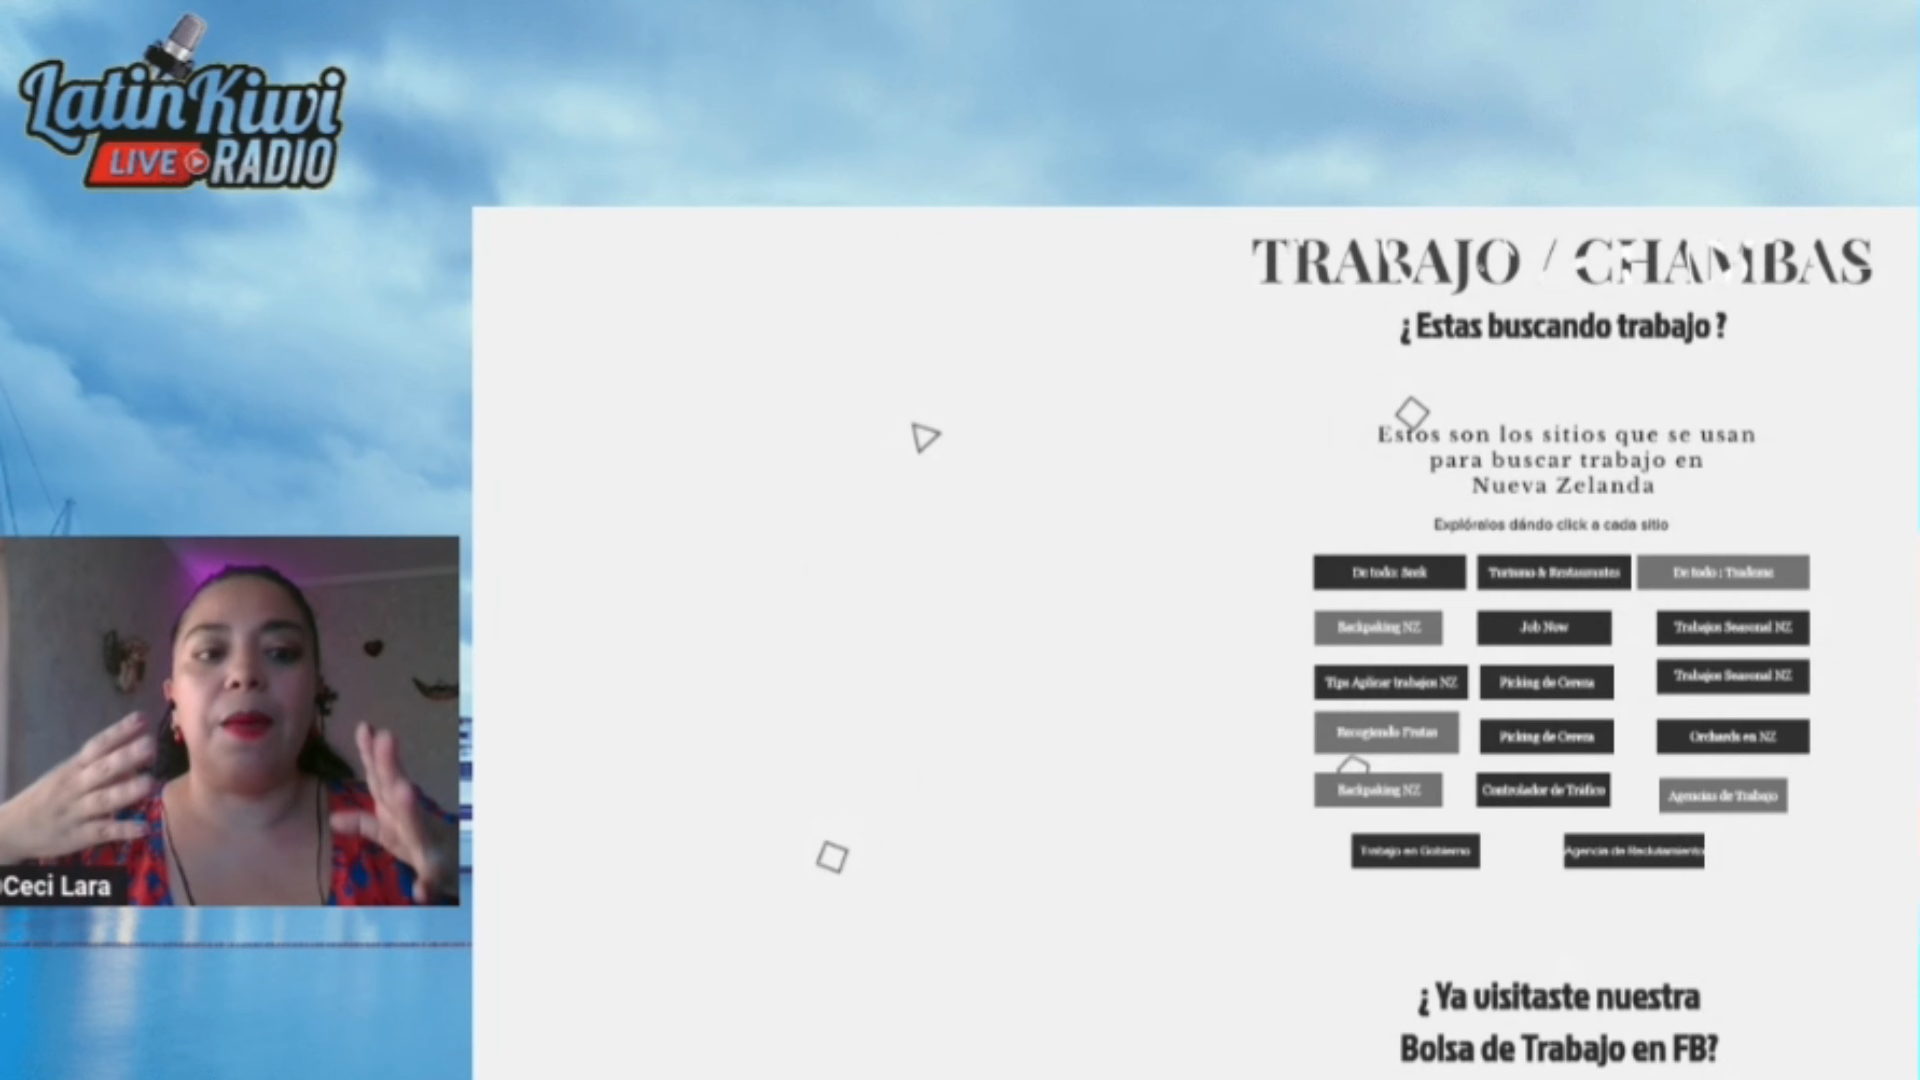 LatinKiwi
LIVE RADIO
TRABAJO / CHAMBAS
¿ Estas buscando trabajo ?
Estos son los sitios que se usan
para buscar trabajo en
Nueva Zelanda
Explóralos dándo click a cada sitio
De todo: Seek
Turismo & Restaurantes
De todo : Trademe
Backpaking NZ
Job Now
Trabajos Seasonal NZ
Tips Aplicar trabajos NZ
Picking de Cereza
Trabajos Seasonal NZ
Recogiendo Frutas
Picking de Cereza
Orchards en NZ
Backpaking NZ
Controlador de Tráfico
Agencias de Trabajo
Trabajo en Gobierno
Agencia de Reclutamiento
Ceci Lara
¿ Ya visitaste nuestra
Bolsa de Trabajo en FB?